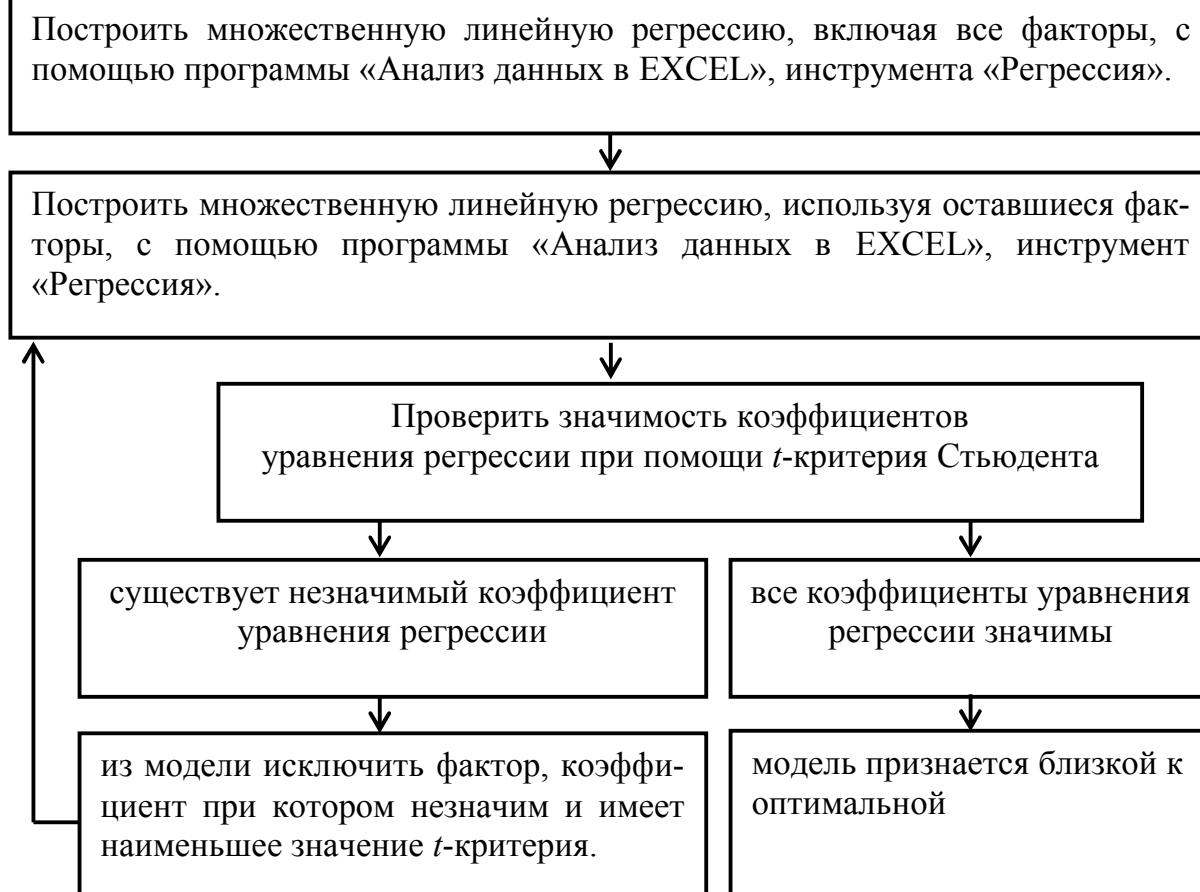 Построить множественную линейную регрессию, включая все факторы, с
помощью программы «Анализ данных в EXCEL», инструмента «Регрессия».
Построить множественную линейную регрессию, используя оставшиеся фак-
торы, с помощью программы «Анализ данных в EXCEL», инструмент
«Регрессия».
Проверить значимость коэффициентов
уравнения регрессии при помощи t-критерия Стьюдента
существует незначимый коэффициент
уравнения регрессии
все коэффициенты уравнения
регрессии значимы
из модели исключить фактор, коэффи-
циент при котором незначим и имеет
наименьшее значение t-критерия.
модель признается близкой к
оптимальной